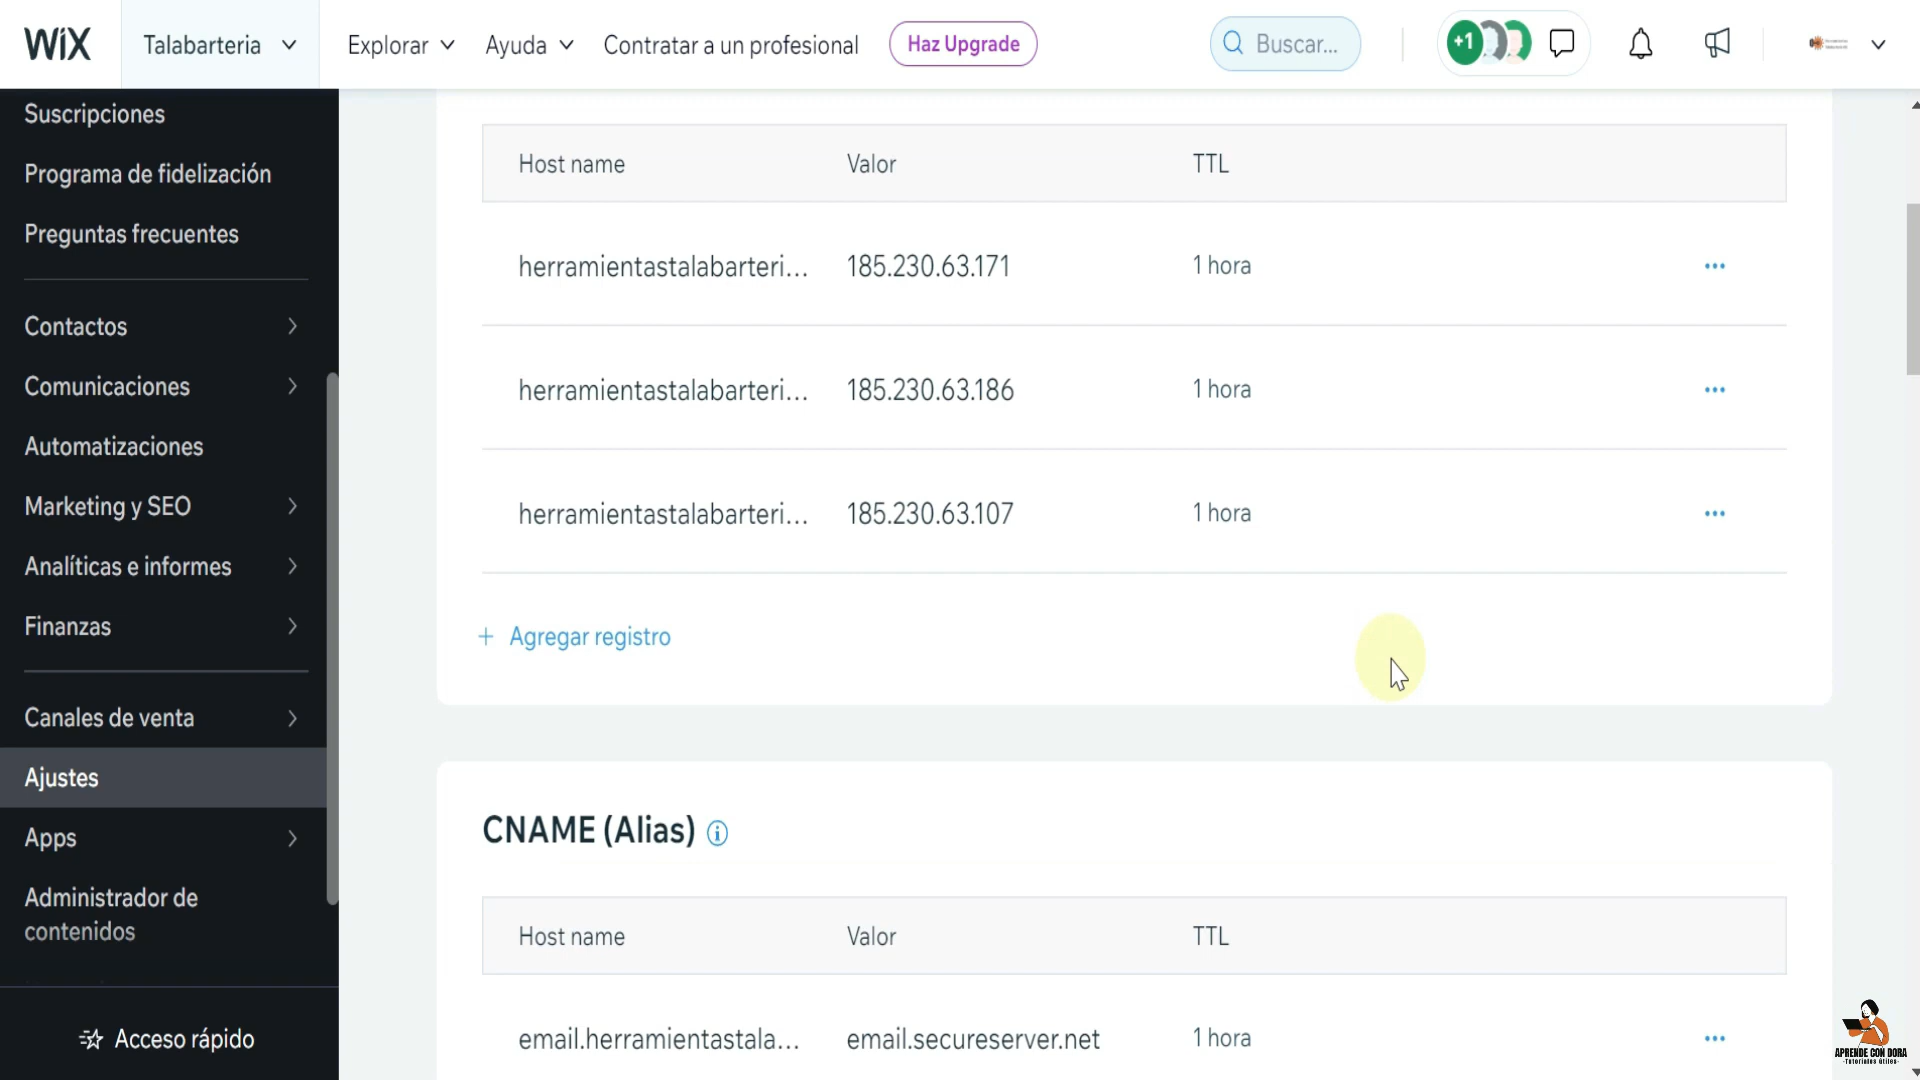 WiX
Talabarteria
Explorar
Ayuda
Contratar a un profesional
Haz Upgrade
Buscar...
+1
Suscripciones
Programa de fidelización
Preguntas frecuentes
Contactos
Comunicaciones
Automatizaciones
Marketing y SEO
Analíticas e informes
Finanzas
Canales de venta
Ajustes
Apps
Administrador de
contenidos
Acceso rápido
Host name Valor TTL
herramientastalabarteri... 185.230.63.171 1 hora
herramientastalabarteri... 185.230.63.186 1 hora
herramientastalabarteri... 185.230.63.107 1 hora
+ Agregar registro
CNAME (Alias)
Host name Valor TTL
email.herramientastala... email.secureserver.net 1 hora
APRENDE CON DORA
-Tutoriales Útiles-